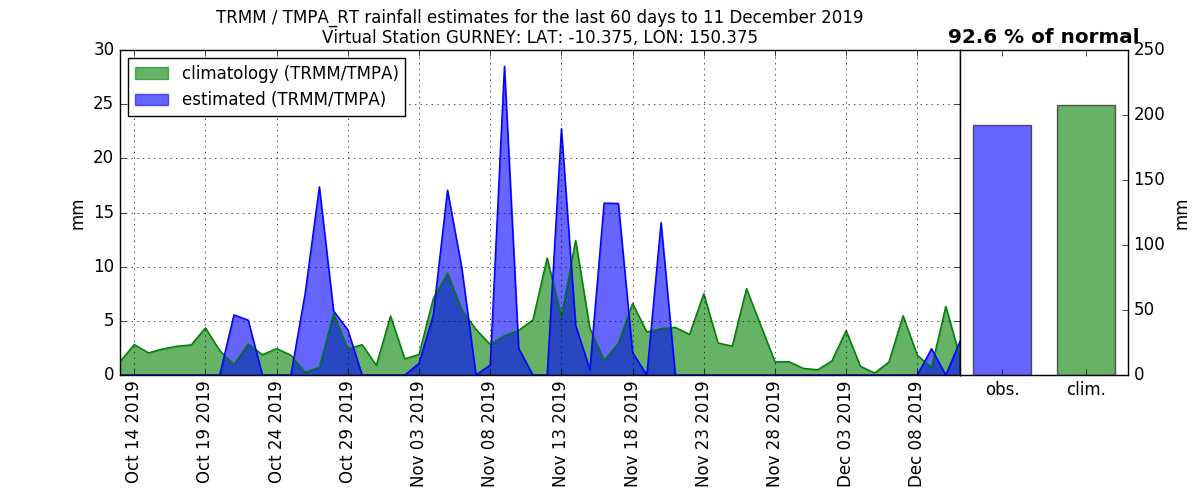 TRMM / TMPA_RT rainfall estimates for the last 60 days to 11 December 2019
Virtual Station GURNEY: LAT: -10.375, LON: 150.375
92.6 % of normal
climatology (TRMM/TMPA)
estimated (TRMM/TMPA)
30
25
20
15
10
5
0
mm
250
200
150
100
50
0
mm
Oct 14 2019
Oct 19 2019
Oct 24 2019
Oct 29 2019
Nov 03 2019
Nov 08 2019
Nov 13 2019
Nov 18 2019
Nov 23 2019
Nov 28 2019
Dec 03 2019
Dec 08 2019
obs.
clim.